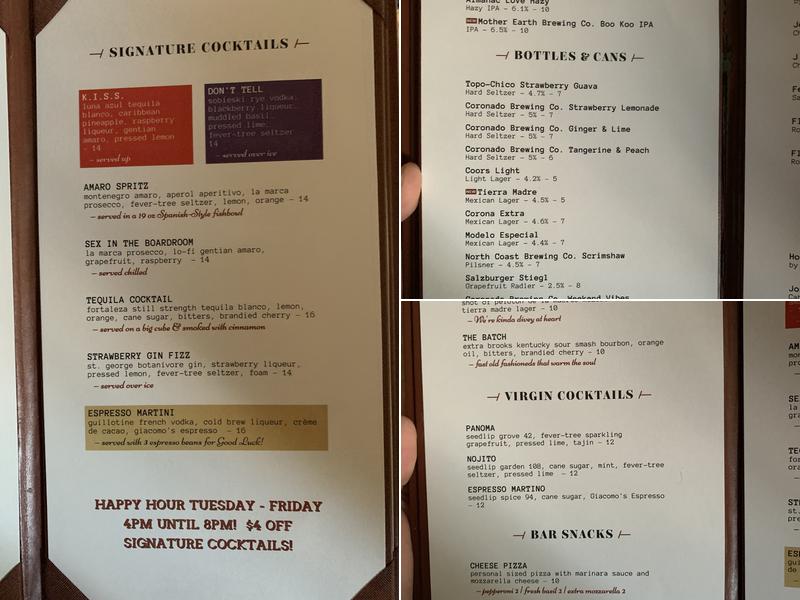 SIGNATURE COCKTAILS
K.I.S.S.
luna azul tequila
blanco, caribbean
pineapple, raspberry
liqueur, gentian
amaro, pressed lemon
- 14
- served up
DON'T TELL
sobieski rye vodka,
blackberry liqueur,
muddled basil,
pressed lime,
fever-tree seltzer
14
- served over ice
AMARO SPRITZ
montenegro amaro, aperol aperitivo, la marca
prosecco, fever-tree seltzer, lemon, orange - 14
- served in a 19 oz Spanish-Style fishbowl
SEX IN THE BOARDROOM
la marca prosecco, lo-fi gentian amaro,
grapefruit, raspberry - 14
- served chilled
TEQUILA COCKTAIL
fortaleza still strength tequila blanco, lemon,
orange, cane sugar, bitters, brandied cherry - 16
- served on a big cube & smoked with cinnamon
STRAWBERRY GIN FIZZ
st. george botanivore gin, strawberry liqueur,
pressed lemon, fever-tree seltzer, foam - 14
- served over ice
ESPRESSO MARTINI
guillotine french vodka, cold brew liqueur, crème
de cacao, giacomo's espresso - 16
- served with 3 espresso beans for Good Luck!
HAPPY HOUR TUESDAY - FRIDAY
4PM UNTIL 8PM! $4 OFF
SIGNATURE COCKTAILS!
Almanac Love Hazy
Hazy IPA - 6.1% - 10
NEW Mother Earth Brewing Co. Boo Koo IPA
IPA - 6.5% - 10
BOTTLES & CANS
Topo-Chico Strawberry Guava
Hard Seltzer - 4.7% - 7
Coronado Brewing Co. Strawberry Lemonade
Hard Seltzer - 5% - 7
Coronado Brewing Co. Ginger & Lime
Hard Seltzer - 5% - 7
Coronado Brewing Co. Tangerine & Peach
Hard Seltzer - 5% - 6
Coors Light
Light Lager - 4.2% - 5
NEW Tierra Madre
Mexican Lager - 4.5% - 5
Corona Extra
Mexican Lager - 4.6% - 7
Modelo Especial
Mexican Lager - 4.4% - 7
North Coast Brewing Co. Scrimshaw
Pilsner - 4.5% - 7
Salzburger Stiegl
Grapefruit Radler - 2.5% - 8
Coronado Brewing Co. Weekend Vibes
tierra madre lager - 10
- We're kinda divey at heart
THE BATCH
extra brooks kentucky sour smash bourbon, orange
oil, bitters, brandied cherry - 10
- fast old fashioneds that warm the soul
VIRGIN COCKTAILS
PANOMA
seedlip grove 42, fever-tree sparkling
grapefruit, pressed lime, tajin - 12
NOJITO
seedlip garden 108, cane sugar, mint, fever-tree
seltzer, pressed lime - 12
ESPRESSO MARTINO
seedlip spice 94, cane sugar, Giacomo's Espresso
- 12
BAR SNACKS
CHEESE PIZZA
personal sized pizza with marinara sauce and
mozzarella cheese - 10
- pepperoni 2 / fresh basil 2 / extra mozzarella 2